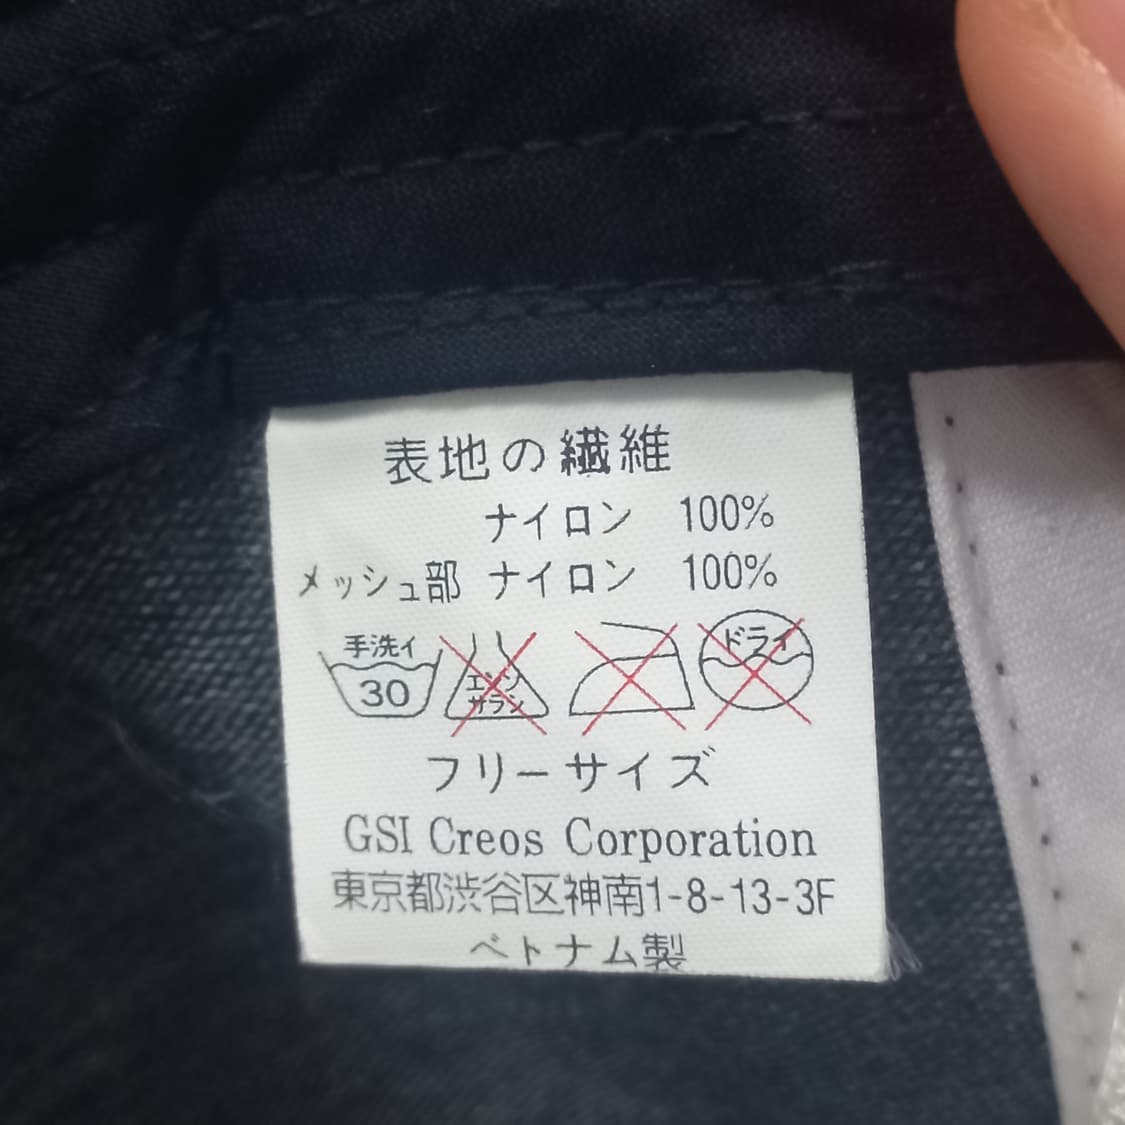 表地の繊維
ナイロン 100%
メッシュ部 ナイロン 100%
手洗イ
30
エンソ
サラシ
ドライ
フリーサイズ
GSI Creos Corporation
東京都渋谷区神南1-8-13-3F
ベトナム製